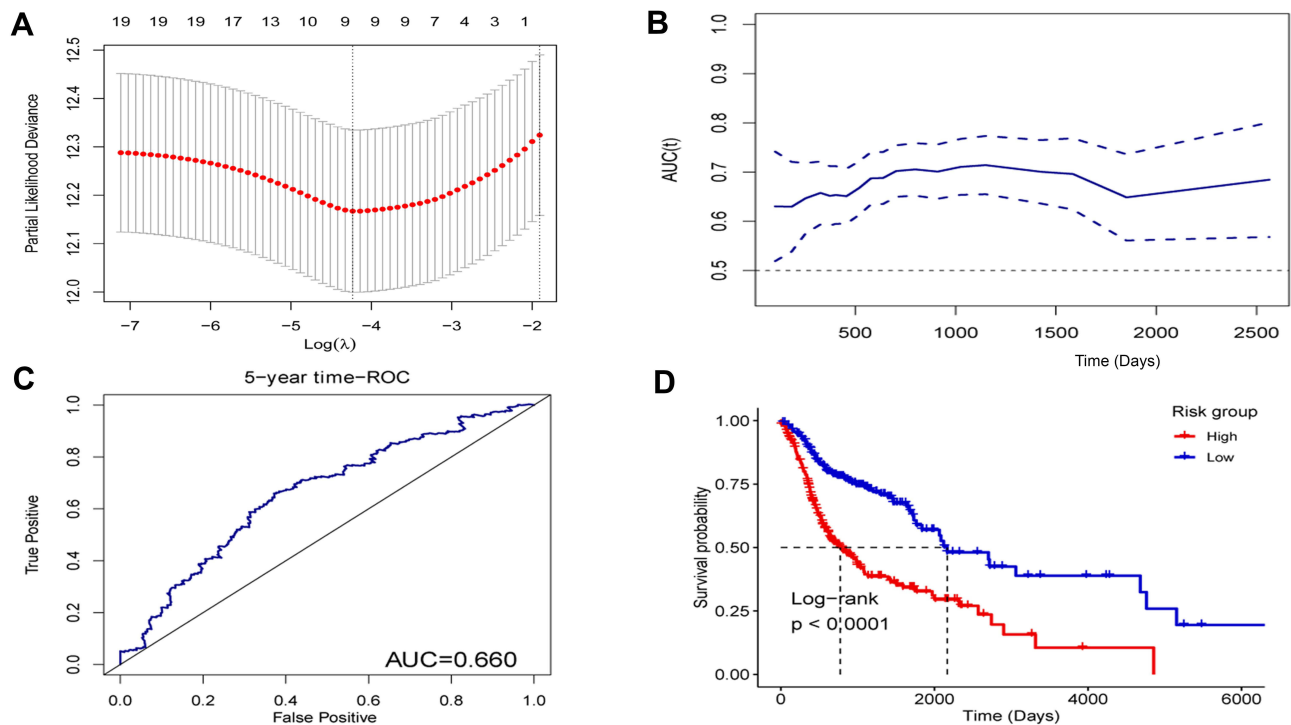 A
19 19 19 17 13 10 9 9 9 7 4 3 1
Partial Likelihood Deviance
12.5
12.4
12.3
12.2
12.1
12.0
−7 −6 −5 −4 −3 −2
Log(λ)
B
AUC(t)
1.0
0.9
0.8
0.7
0.6
0.5
500 1000 1500 2000 2500
Time (Days)
C
5−year time−ROC
True Positive
1.0
0.8
0.6
0.4
0.2
0.0
AUC=0.660
0.0 0.2 0.4 0.6 0.8 1.0
False Positive
D
Risk group
High
Low
Survival probability
1.00
0.75
0.50
0.25
0.00
Log−rank
p < 0.0001
0 2000 4000 6000
Time (Days)